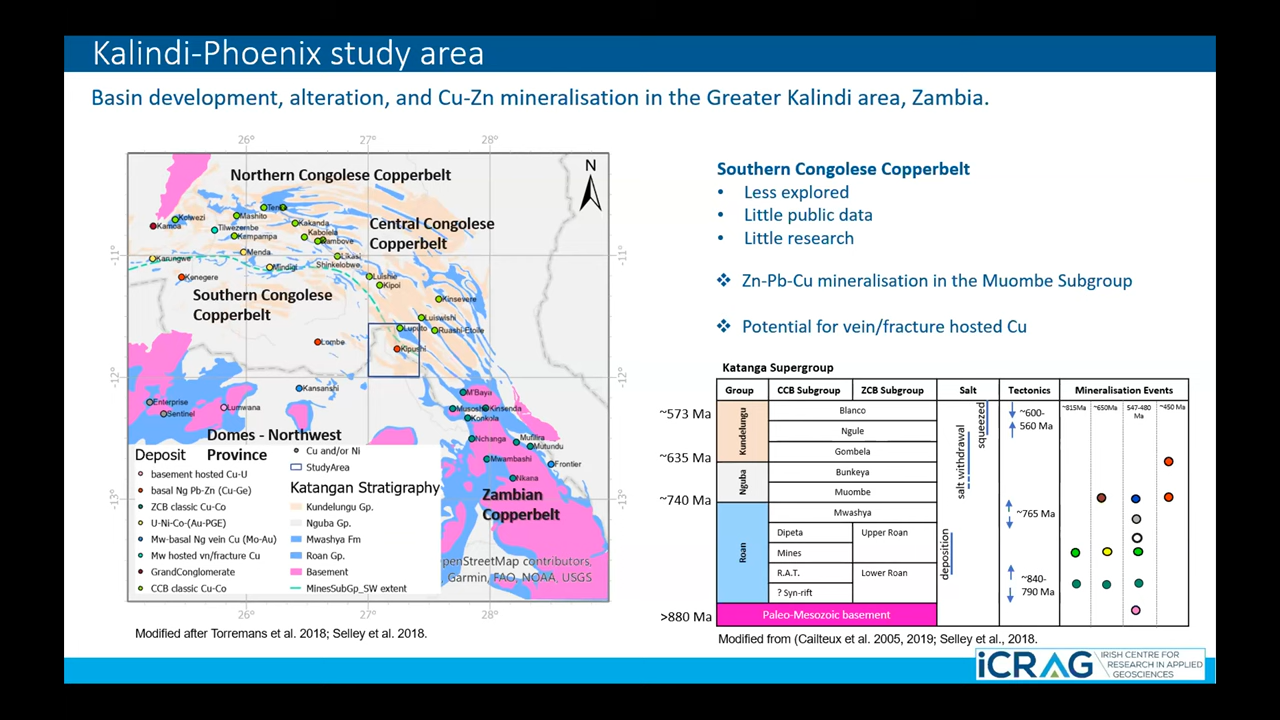 Kalindi-Phoenix study area
Basin development, alteration, and Cu-Zn mineralisation in the Greater Kalindi area, Zambia.
26°
27°
28°
N
Northern Congolese Copperbelt
Central Congolese
Copperbelt
Southern Congolese
Copperbelt
Kolwezi
Kamoa
Mashito
Tilwezembe
Kampampa
Kakanda
Kabolela
Kambove
Karungwe
Menda
Mindigi
Likasi
Shinkelobwe
Kenegere
Luishie
Kipoi
Kinsevere
Luiswishi
Luputo
Ruashi-Etoile
Lombe
Kipushi
-11°
-11°
-12°
-12°
-13°
-13°
Enterprise
Sentinel
Lumwana
Kansanshi
M'Baya
Musoshi
Kinsenda
Konkola
Nchanga
Mufulira
Mutundu
Mwambashi
Frontier
Nkana
Domes - Northwest
Province
Zambian
Copperbelt
Deposit
basement hosted Cu-U
basal Ng Pb-Zn (Cu-Ge)
ZCB classic Cu-Co
U-Ni-Co-(Au-PGE)
Mw-basal Ng vein Cu (Mo-Au)
Mw hosted vn/fracture Cu
GrandConglomerate
CCB classic Cu-Co
Cu and/or Ni
StudyArea
Katangan Stratigraphy
Kundelungu Gp.
Nguba Gp.
Mwashya Fm
Roan Gp.
Basement
MinesSubGp_SW extent
penStreetMap contributors,
Garmin, FAO, NOAA, USGS
26°
27°
28°
Modified after Torremans et al. 2018; Selley et al. 2018.
Southern Congolese Copperbelt
• Less explored
• Little public data
• Little research
❖ Zn-Pb-Cu mineralisation in the Muombe Subgroup
❖ Potential for vein/fracture hosted Cu
Katanga Supergroup
Group CCB Subgroup ZCB Subgroup Salt Tectonics Mineralisation Events
~815Ma ~650Ma 547-480 Ma ~450 Ma
~573 Ma
Kundelungu
Blanco
Ngule
Gombela
~635 Ma
Nguba
Bunkeya
Muombe
~740 Ma
Roan
Mwashya
Dipeta Upper Roan
Mines
R.A.T. Lower Roan
? Syn-rift
>880 Ma
Paleo-Mesozoic basement
squeezed
salt withdrawal
deposition
~600-
560 Ma
~765 Ma
~840-
790 Ma
Modified from (Cailteux et al. 2005, 2019; Selley et al., 2018.
iCRAG
IRISH CENTRE FOR
RESEARCH IN APPLIED
GEOSCIENCES